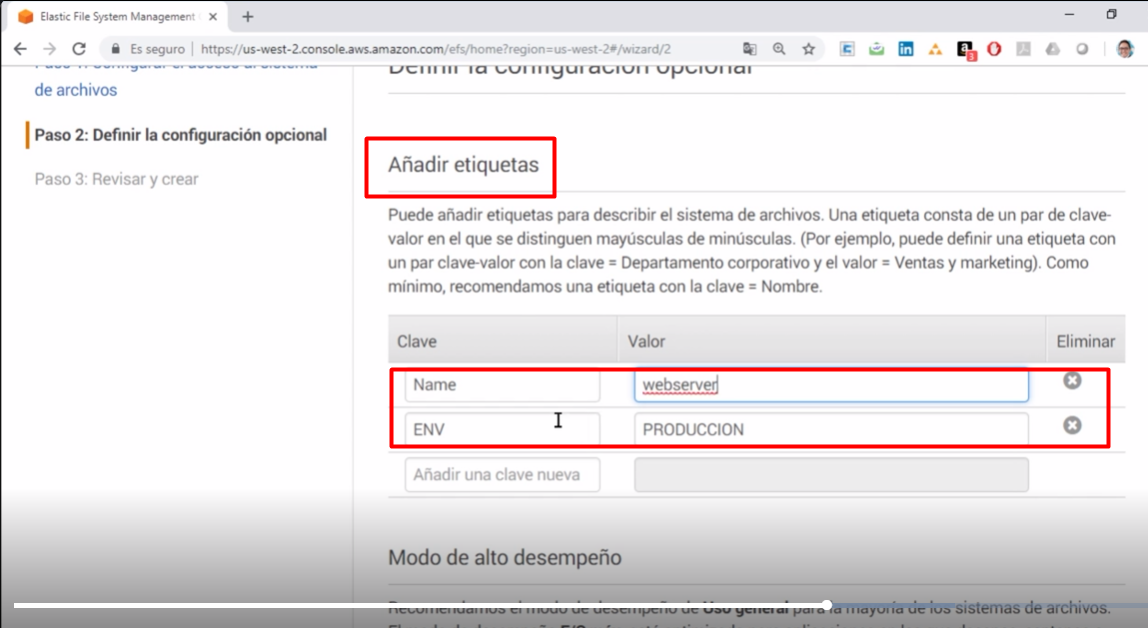 Elastic File System Management
Es seguro
https://us-west-2.console.aws.amazon.com/efs/home?region=us-west-2#/wizard/2
3
Paso 1: Configurar el acceso al sistema
de archivos
Paso 2: Definir la configuración opcional
Paso 3: Revisar y crear
Definir la configuración opcional
Añadir etiquetas
Puede añadir etiquetas para describir el sistema de archivos. Una etiqueta consta de un par de clave-
valor en el que se distinguen mayúsculas de minúsculas. (Por ejemplo, puede definir una etiqueta con
un par clave-valor con la clave = Departamento corporativo y el valor = Ventas y marketing). Como
mínimo, recomendamos una etiqueta con la clave = Nombre.
Clave Valor Eliminar
Name webserver
ENV PRODUCCION
Añadir una clave nueva
Modo de alto desempeño
Recomendamos el modo de desempeño de Uso general para la mayoría de los sistemas de archivos.